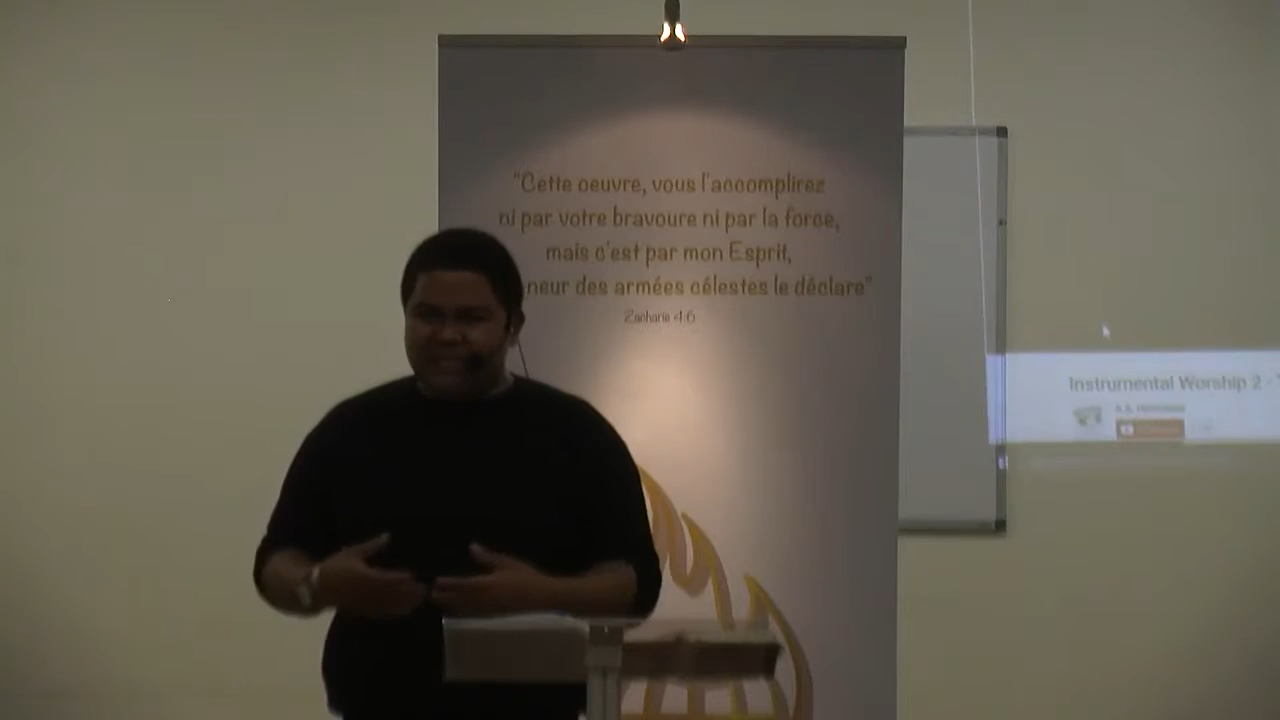 "Cette oeuvre, vous l'accomplirez
ni par votre bravoure ni par la force,
mais c'est par mon Esprit,
neur des armées célestes le déclare"
Zacharie 4:6
Instrumental Worship 2 -